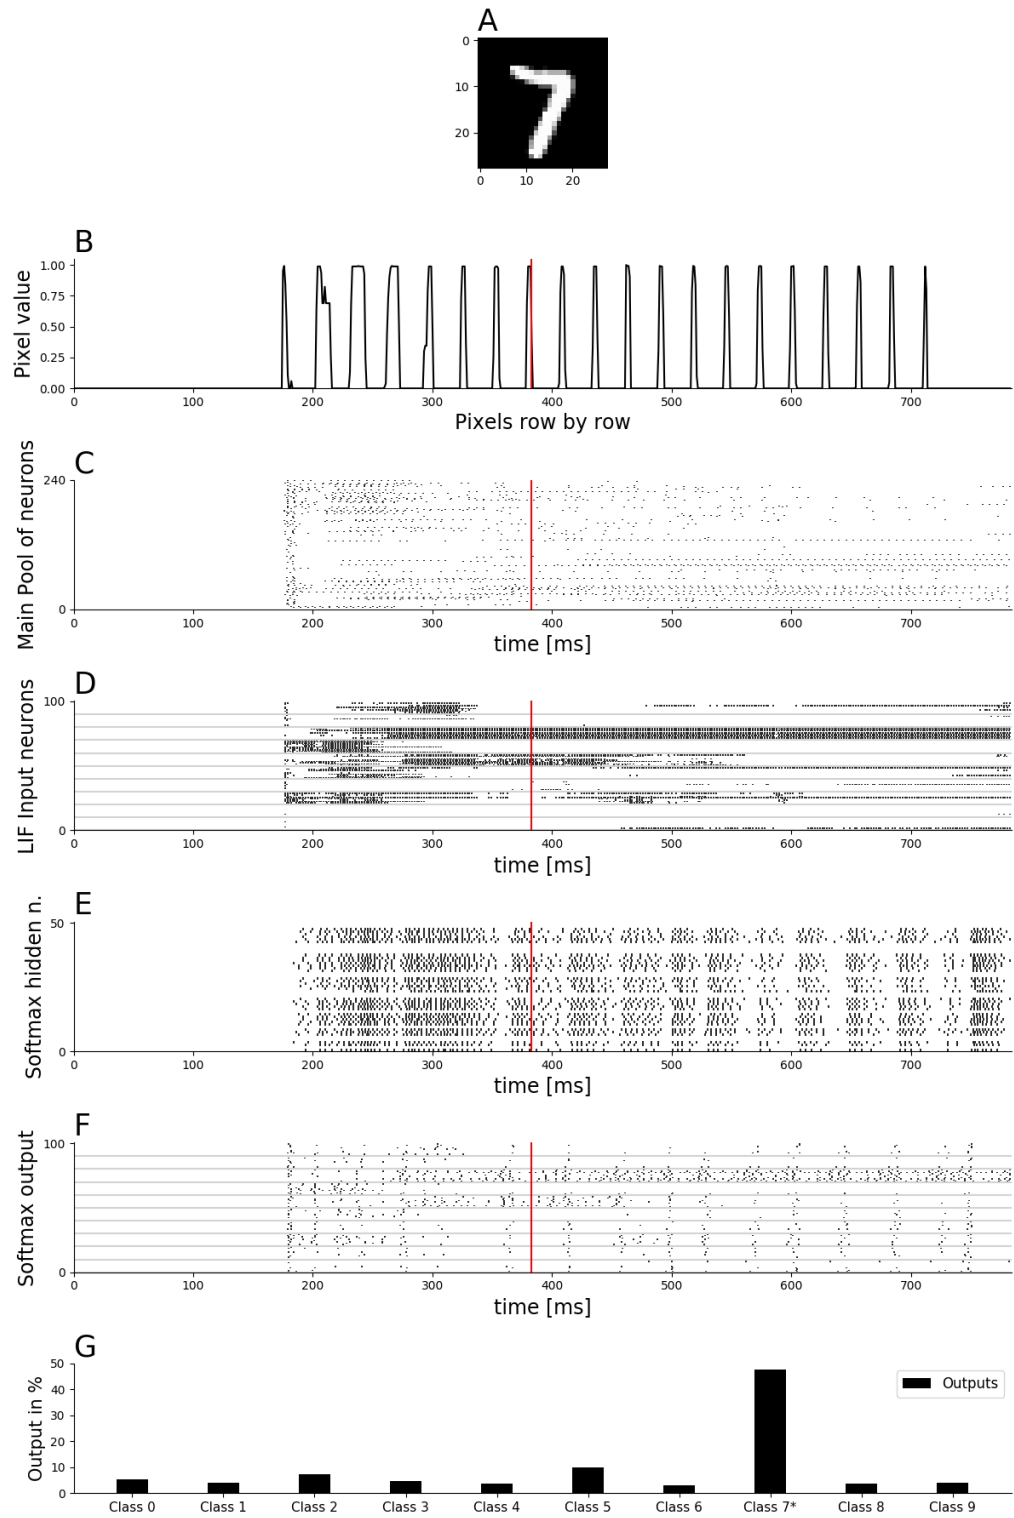 A
0
10
20
0 10 20
B
Pixel value
1.00
0.75
0.50
0.25
0.00
0 100 200 300 400 500 600 700
Pixels row by row
C
Main Pool of neurons
240
0
0 100 200 300 400 500 600 700
time [ms]
D
LIF Input neurons
100
0
0 100 200 300 400 500 600 700
time [ms]
E
Softmax hidden n.
50
0
0 100 200 300 400 500 600 700
time [ms]
F
Softmax output
100
0
0 100 200 300 400 500 600 700
time [ms]
G
Output in %
50
40
30
20
10
0
Outputs
Class 0 Class 1 Class 2 Class 3 Class 4 Class 5 Class 6 Class 7* Class 8 Class 9